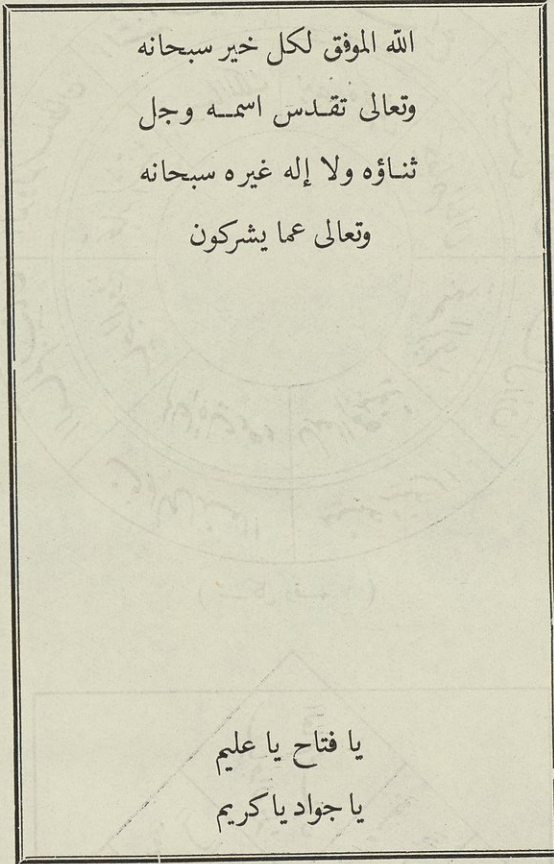 الله الموفق لكل خير سبحانه
وتعالى تقدس اسمه وجل
ثناؤه ولا إله غيره سبحانه
وتعالى عما يشركون
يا فتاح يا عليم
يا جواد يا كريم